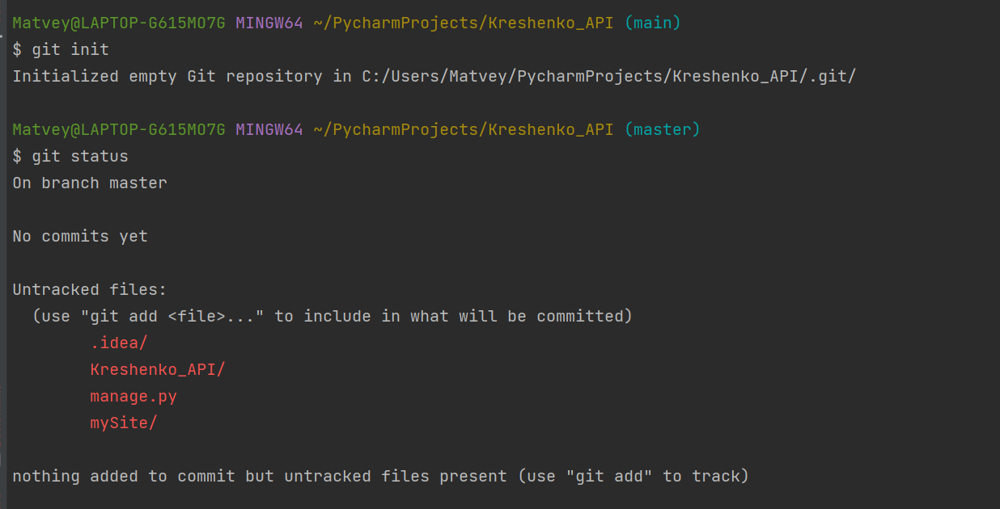 Matvey@LAPTOP-G615MO7G MINGW64 ~/PycharmProjects/Kreshenko_API (main)
$ git init
Initialized empty Git repository in C:/Users/Matvey/PycharmProjects/Kreshenko_API/.git/
Matvey@LAPTOP-G615MO7G MINGW64 ~/PycharmProjects/Kreshenko_API (master)
$ git status
On branch master
No commits yet
Untracked files:
(use "git add <file>..." to include in what will be committed)
.idea/
Kreshenko_API/
manage.py
mySite/
nothing added to commit but untracked files present (use "git add" to track)